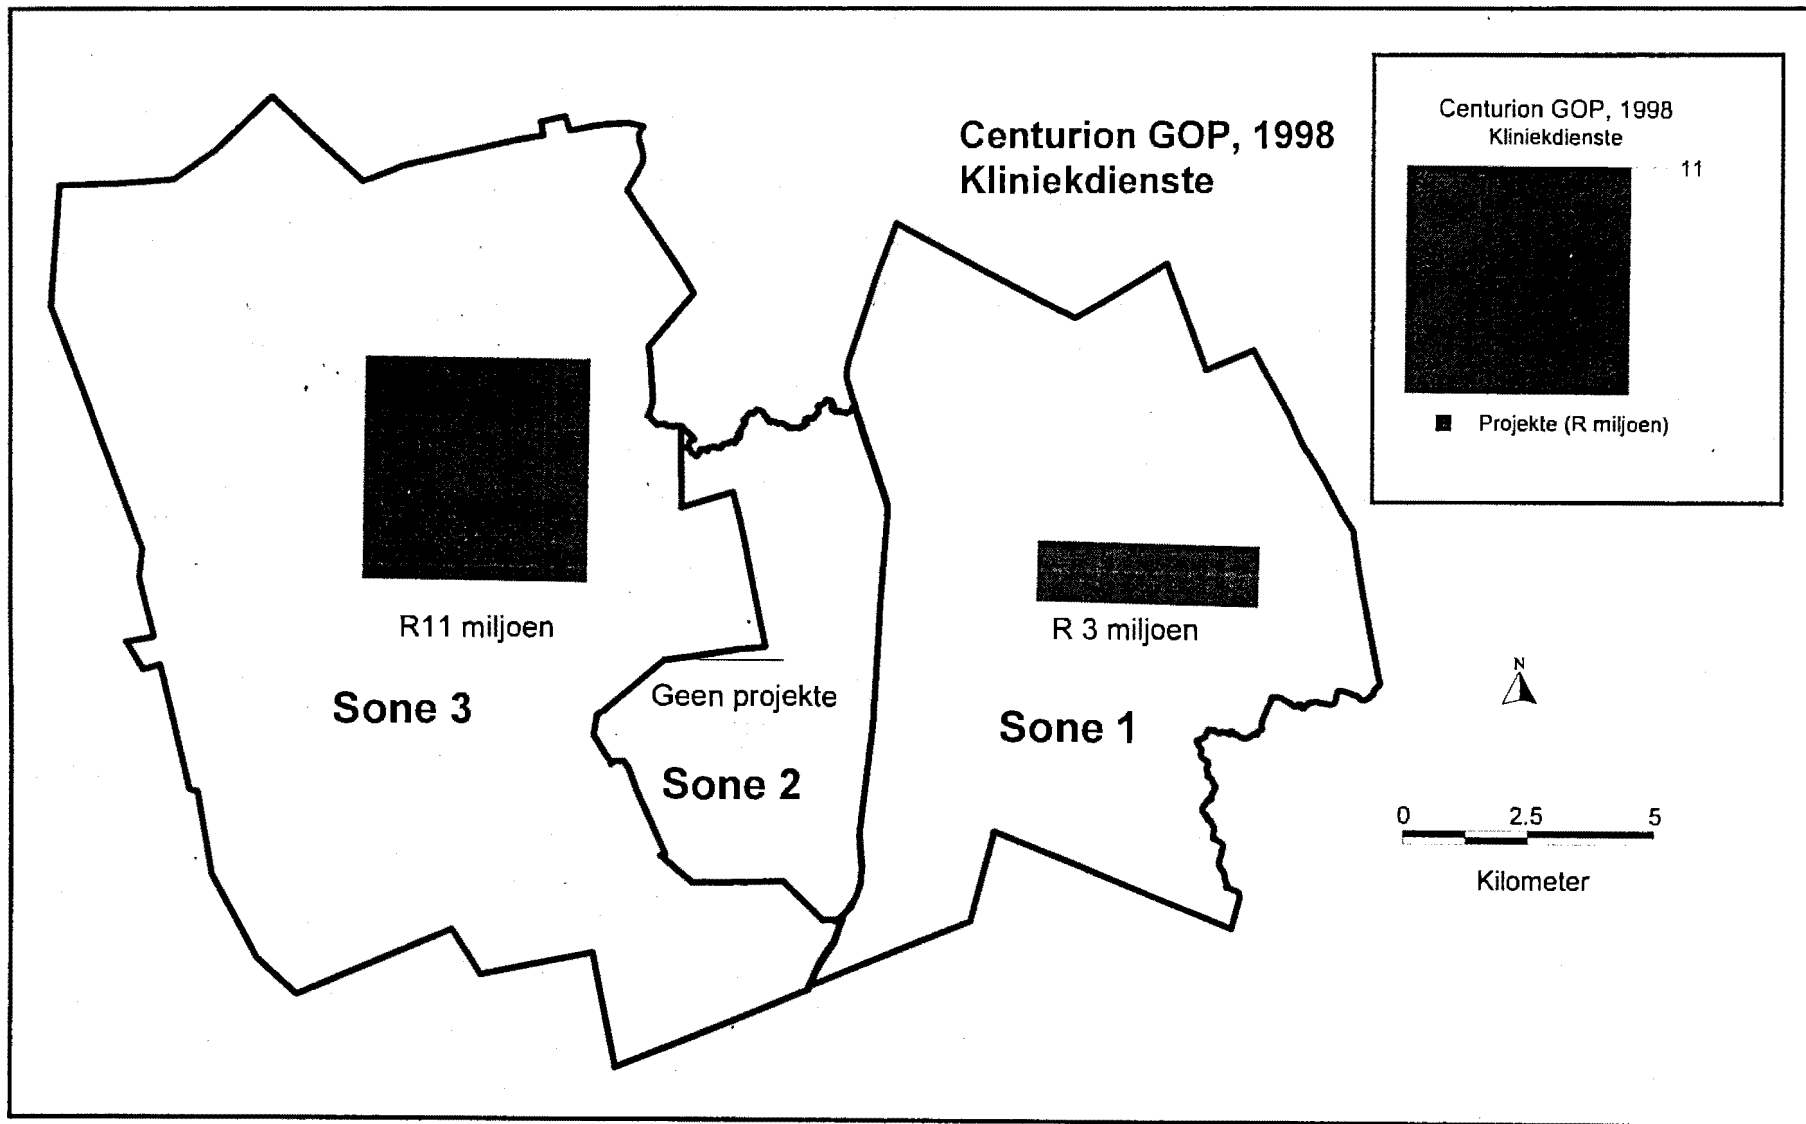 Centurion GOP, 1998
Kliniekdienste
Centurion GOP, 1998
Kliniekdienste
11
Projekte (R miljoen)
R11 miljoen
Sone 3
Geen projekte
Sone 2
R 3 miljoen
Sone 1
N
0 2.5 5
Kilometer